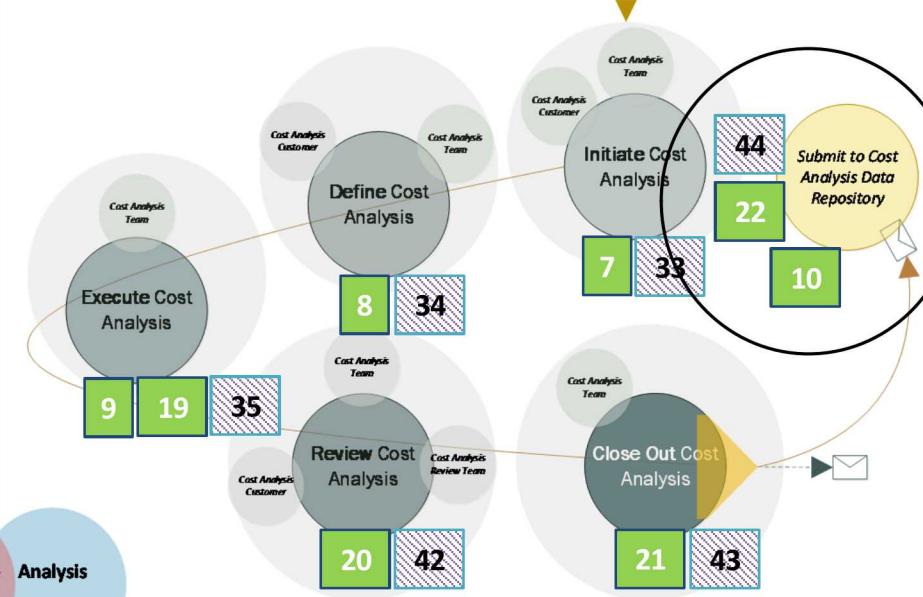 Cost Analysis
Team
Cost Analysis
Customer
Initiate Cost
Analysis
7
33
44
22
10
Submit to Cost
Analysis Data
Repository
Cost Analysis
Customer
Cost Analysis
Team
Define Cost
Analysis
8
34
Cost Analysis
Team
Execute Cost
Analysis
9
19
35
Cost Analysis
Team
Cost Analysis
Customer
Review Cost
Analysis
Cost Analysis
Review Team
20
42
Cost Analysis
Team
Close Out Cost
Analysis
21
43
Analysis